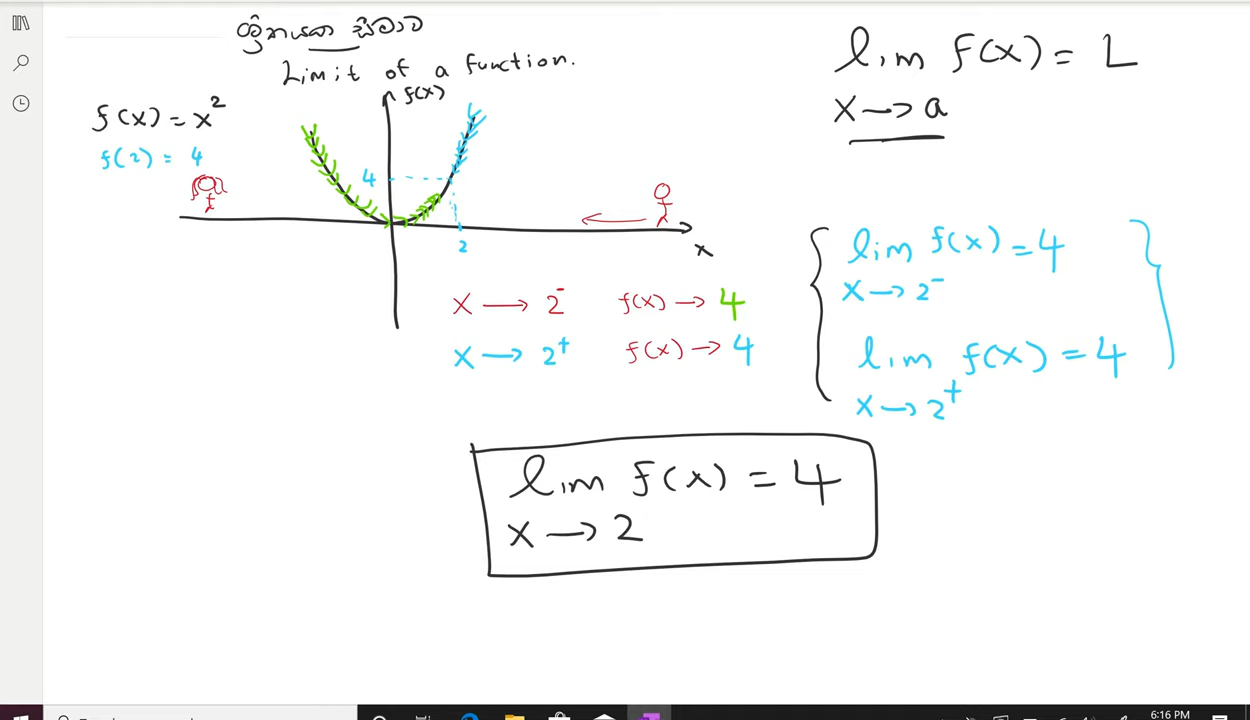 ශ්‍රිතයක සීමාව
Limit of a function.
f(x) = x²
f(2) = 4
f(x)
4
2
x
x → 2⁻ f(x) → 4
x → 2⁺ f(x) → 4
lim f(x) = L
x → a
lim f(x) = 4
x → 2⁻
lim f(x) = 4
x → 2⁺
lim f(x) = 4
x → 2
6:16 PM